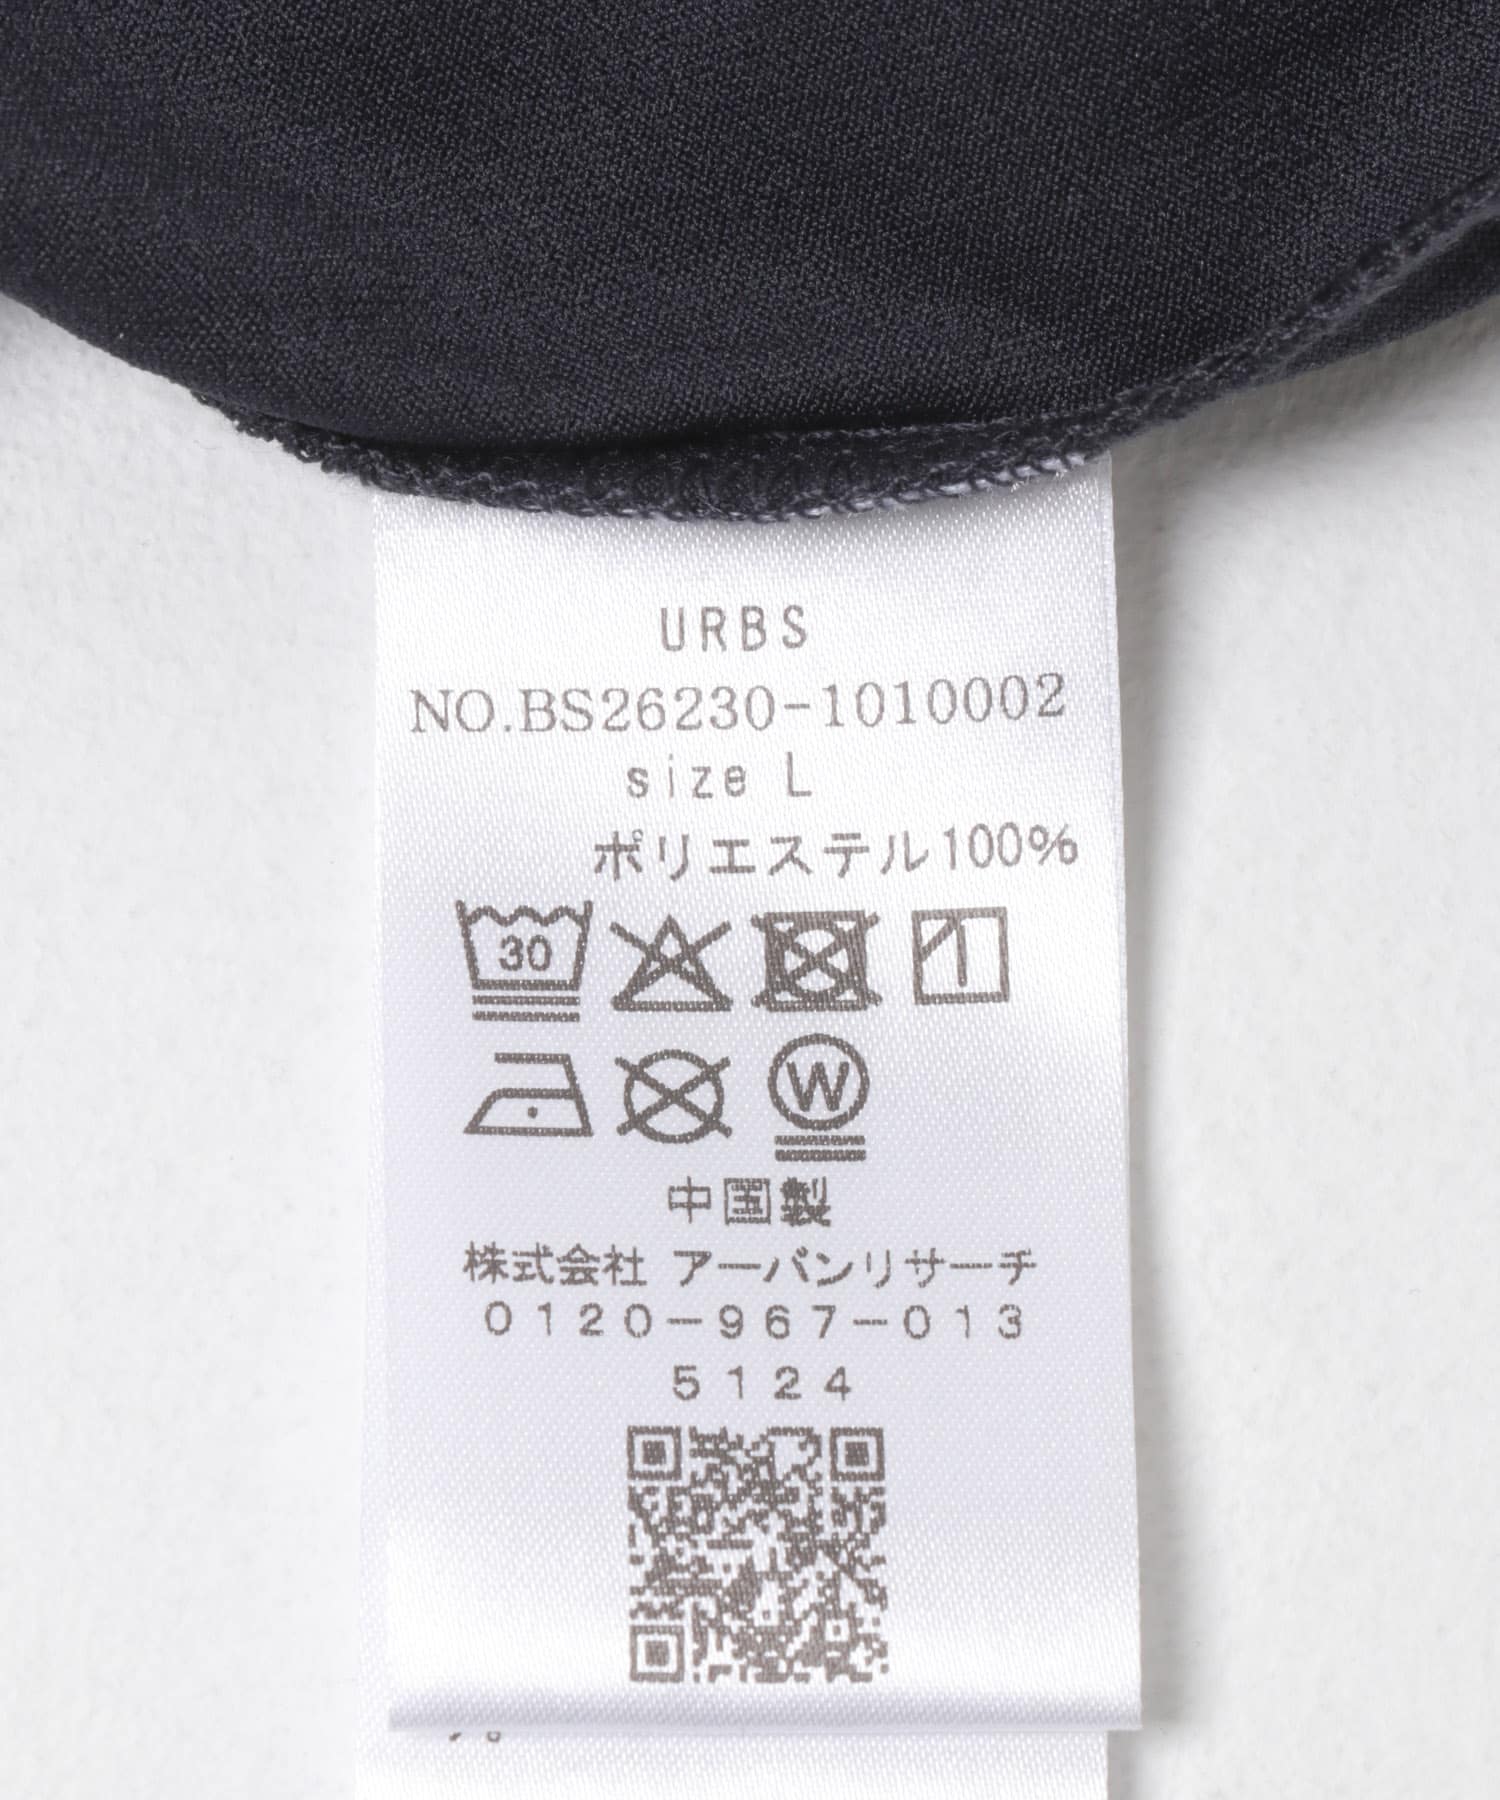 URBS
NO.BS26230-1010002
size L
ポリエステル100%
30
W
中国製
株式会社 アーバンリサーチ
0120-967-013
5124